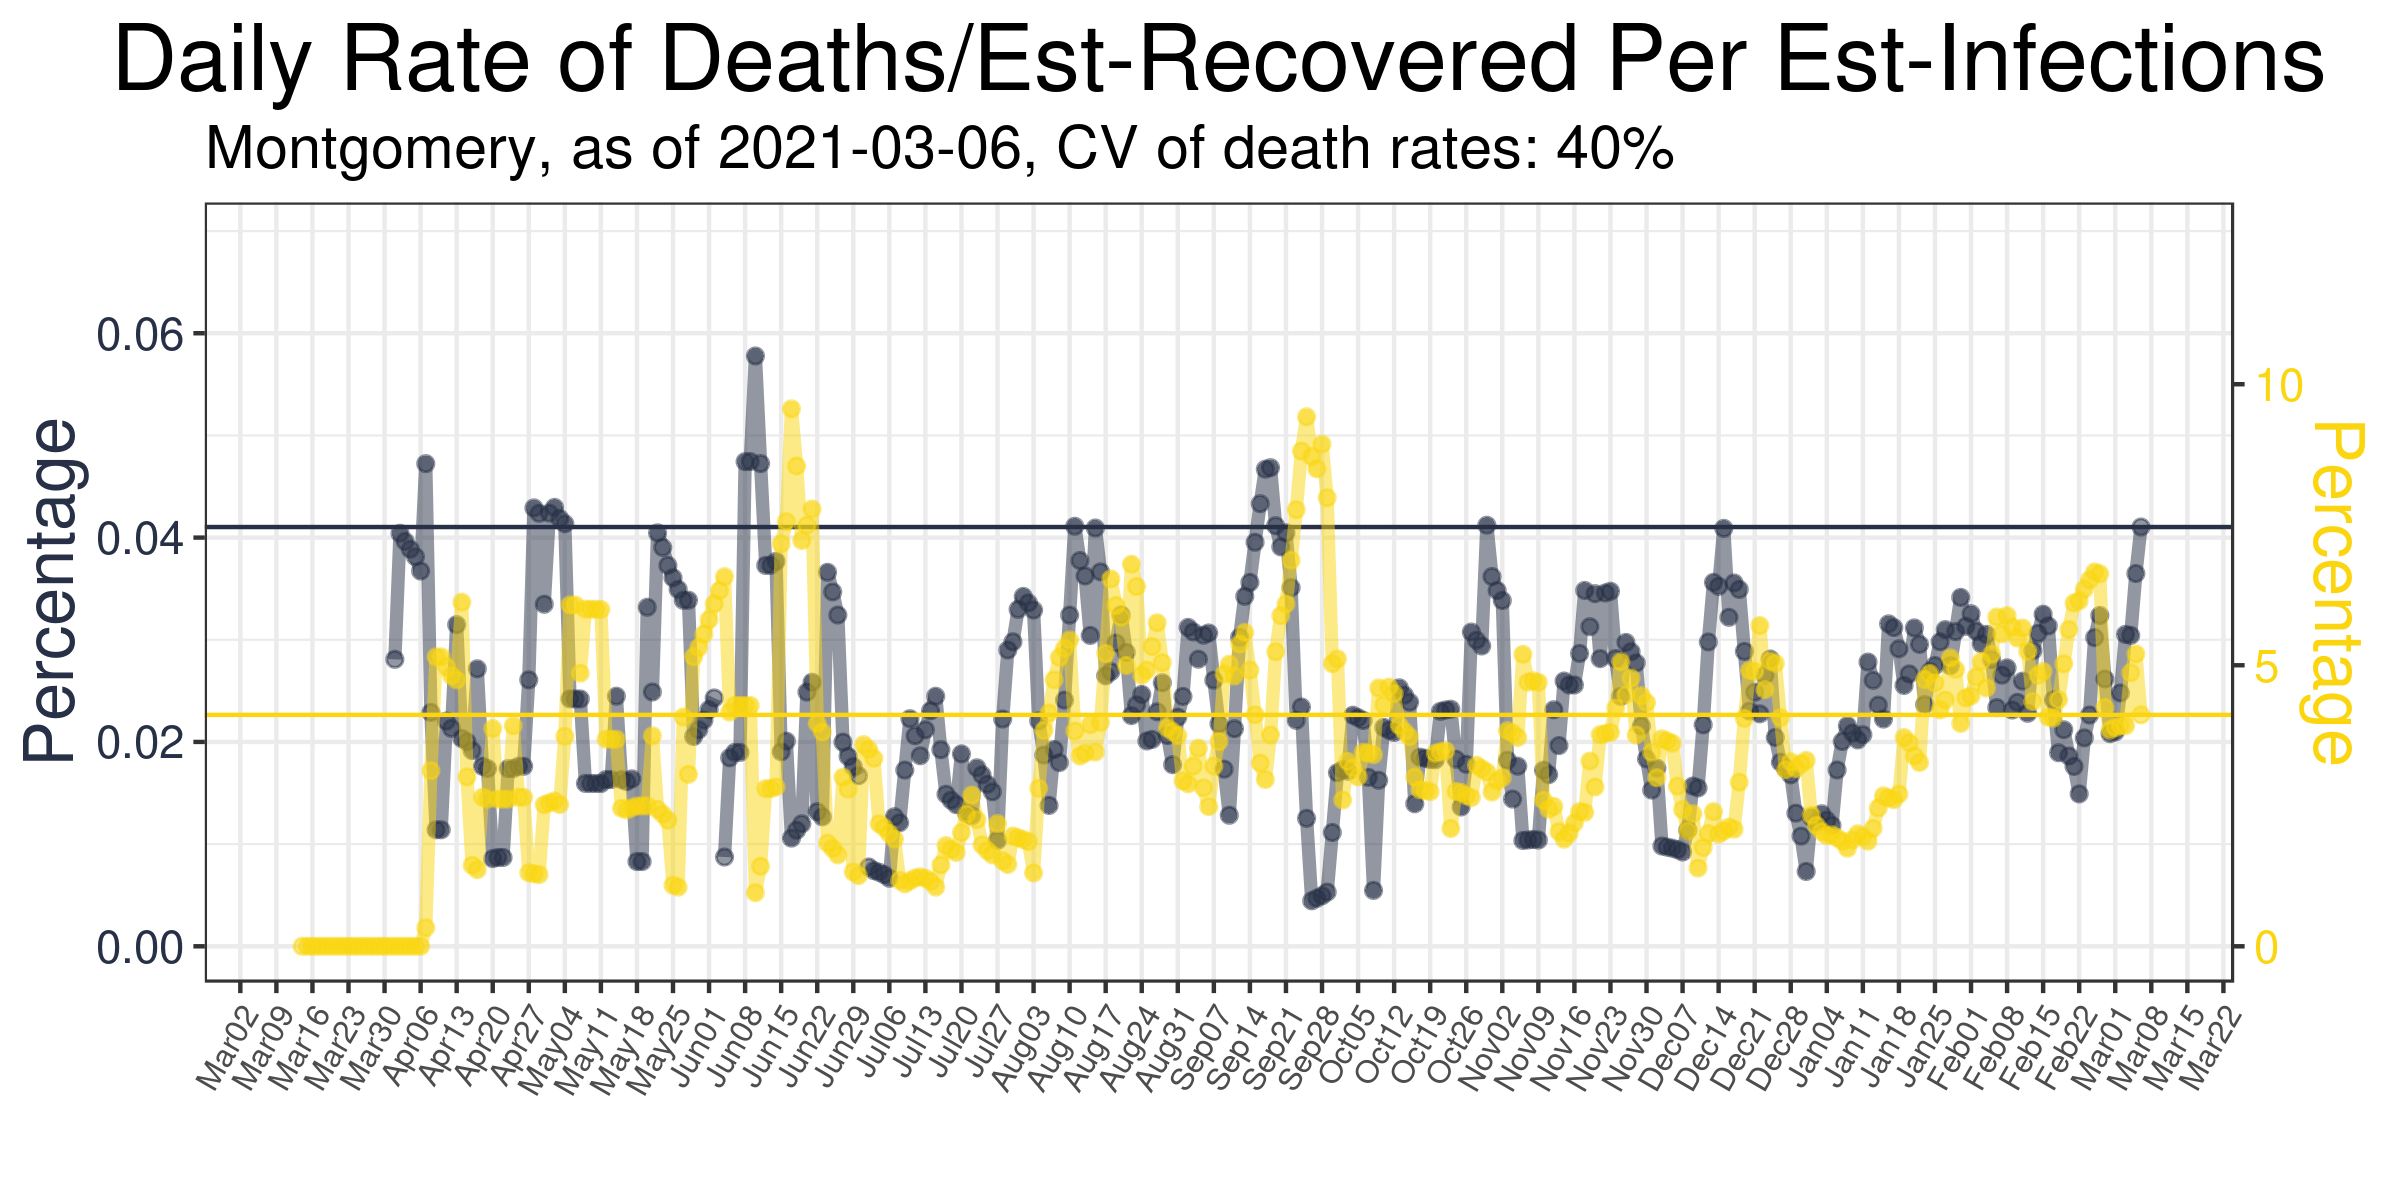 Daily Rate of Deaths/Est-Recovered Per Est-Infections
Montgomery, as of 2021-03-06, CV of death rates: 40%
Percentage
0.06
0.04
0.02
0.00
10
5
0
Percentage
Mar02
Mar09
Mar16
Mar23
Mar30
Apr06
Apr13
Apr20
Apr27
May04
May11
May18
May25
Jun01
Jun08
Jun15
Jun22
Jun29
Jul06
Jul13
Jul20
Jul27
Aug03
Aug10
Aug17
Aug24
Aug31
Sep07
Sep14
Sep21
Sep28
Oct05
Oct12
Oct19
Oct26
Nov02
Nov09
Nov16
Nov23
Nov30
Dec07
Dec14
Dec21
Dec28
Jan04
Jan11
Jan18
Jan25
Feb01
Feb08
Feb15
Feb22
Mar01
Mar08
Mar15
Mar22